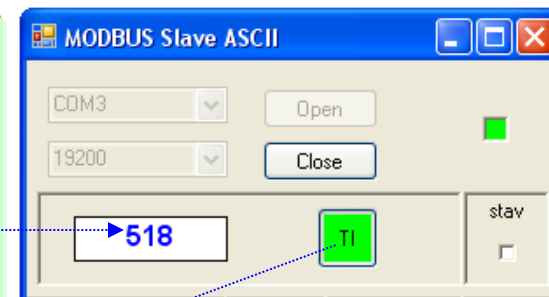 MODBUS Slave ASCII
COM3
Open
19200
Close
518
TI
stav